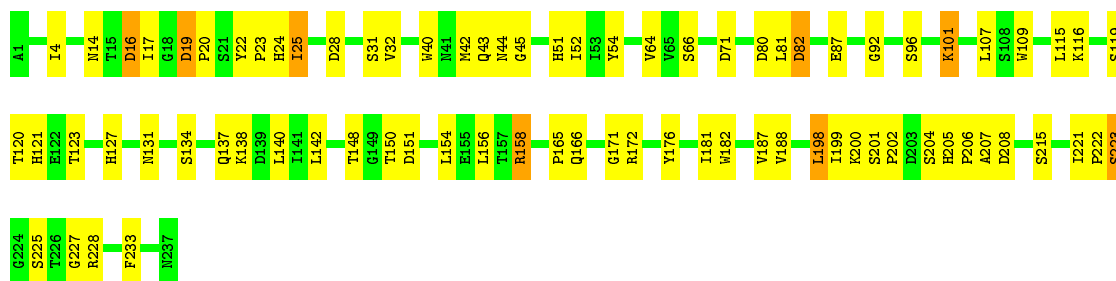 A1 I4 N14 T15 D16 I17 G18 D19 P20 S21 Y22 P23 H24 I25 D28 S31 V32 W40 N41 M42 Q43 N44 G45 H51 I52 I53 Y54 V64 V65 S66 D71 D80 L81 D82 E87 G92 S96 K101 L107 S108 W109 L115 K116 S119
T120 H121 E122 T123 H127 N131 S134 Q137 K138 D139 L140 I141 L142 T148 G149 T150 D151 L154 E155 L156 T157 R158 P165 Q166 G171 R172 Y176 I181 W182 V187 V188 L198 I199 K200 S201 P202 D203 S204 H205 P206 A207 D208 S215 I221 P222 S223
G224 S225 T226 G227 R228 F233 N237